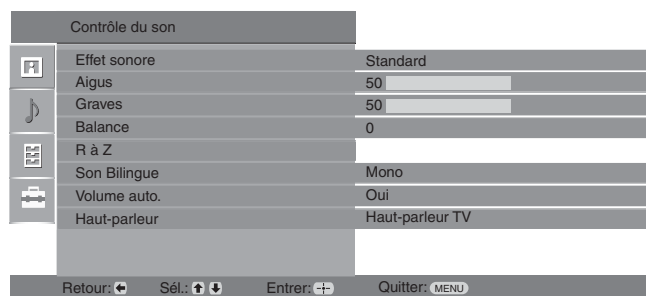 Contrôle du son
Effet sonore Standard
Aigus 50
Graves 50
Balance 0
R à Z
Son Bilingue Mono
Volume auto. Oui
Haut-parleur Haut-parleur TV
Retour: Sél.: Entrer: Quitter: MENU